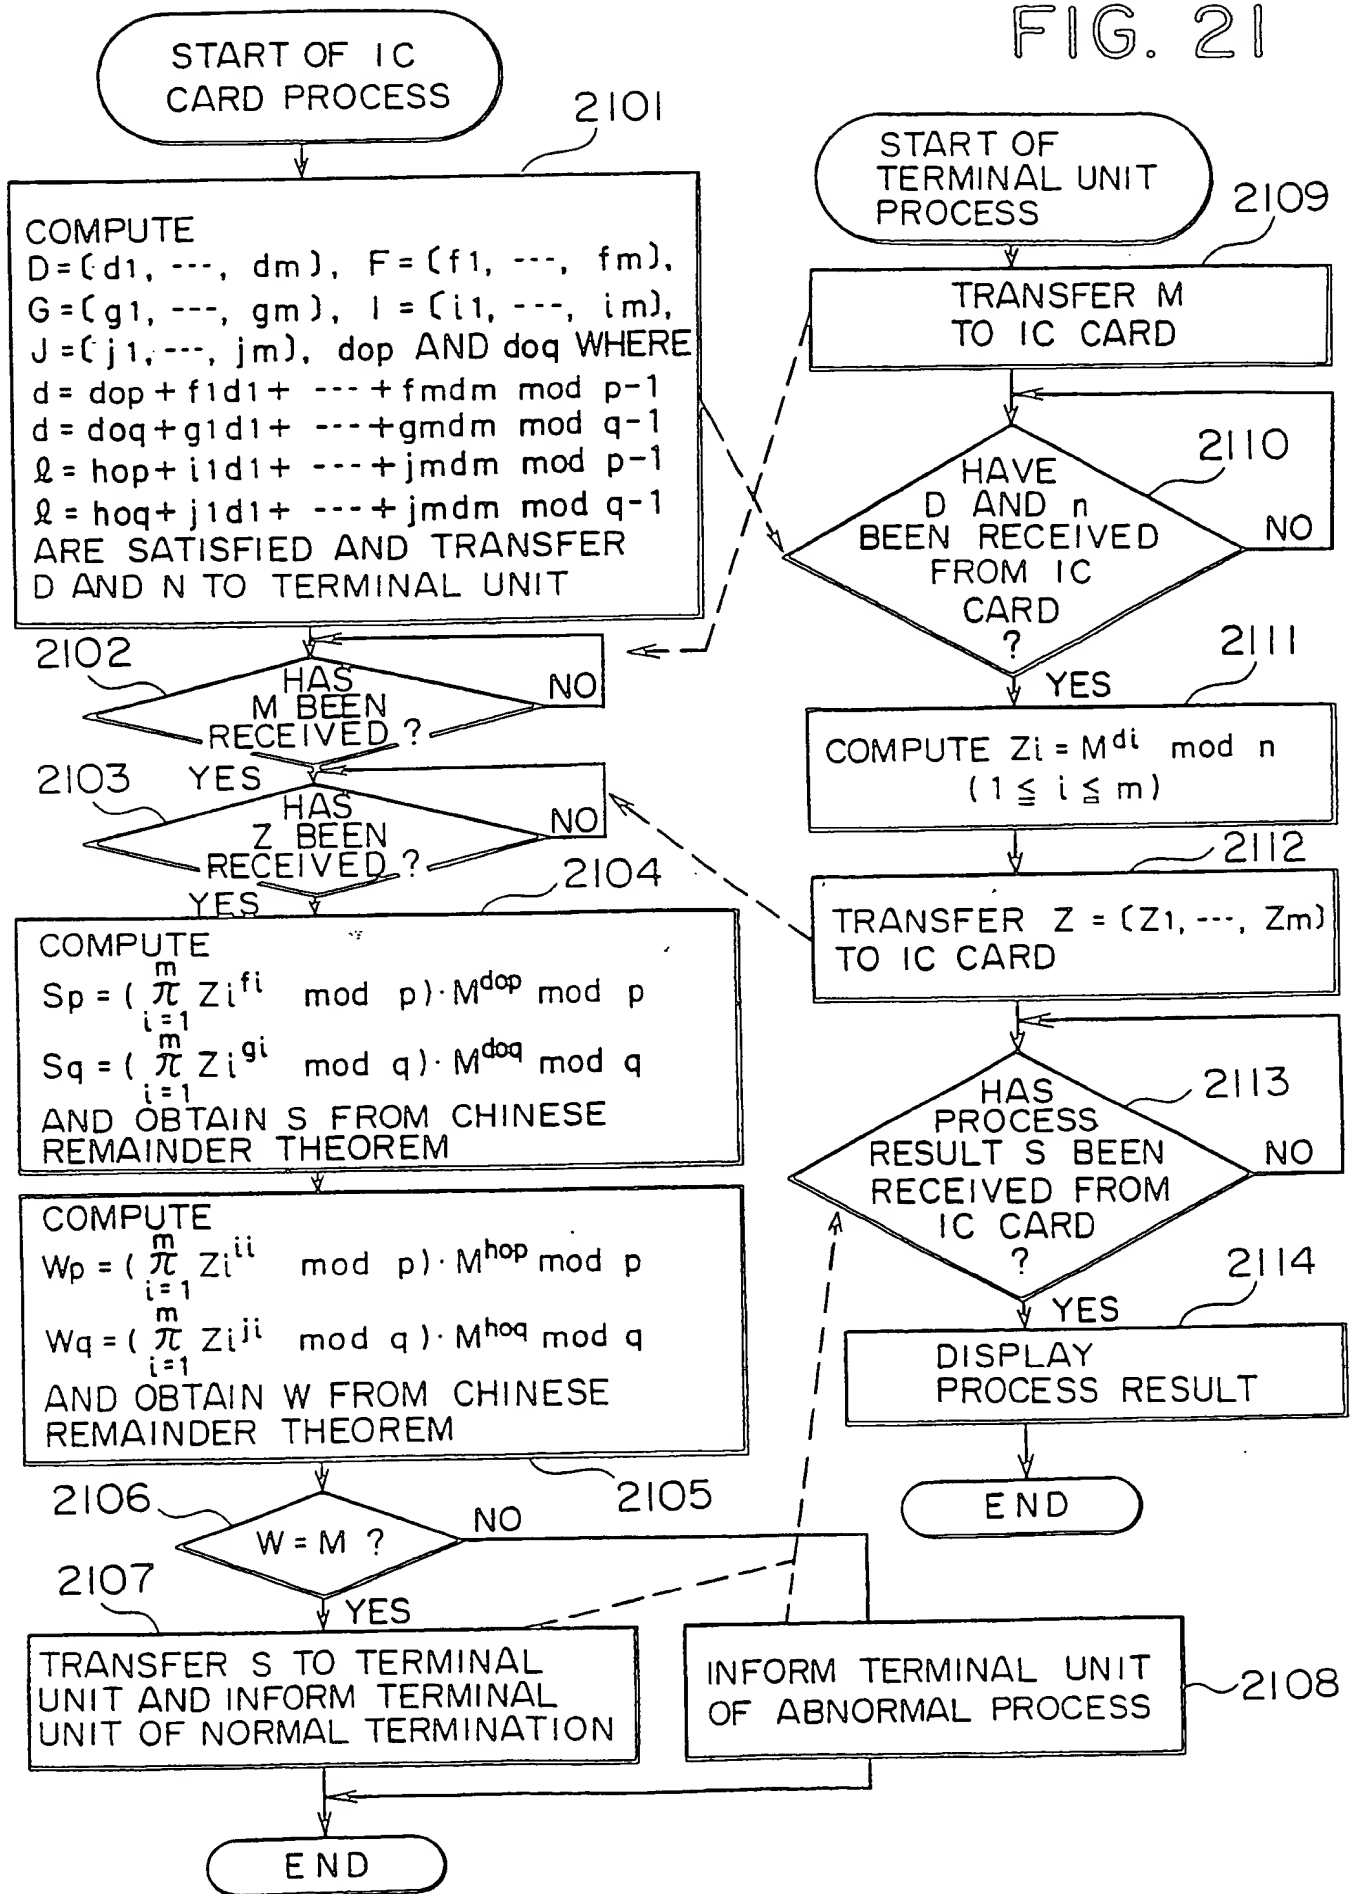 FIG. 21
START OF IC
CARD PROCESS
2101
COMPUTE
D=(d1, ---, dm), F=(f1, ---, fm),
G=(g1, ---, gm), I=(i1, ---, im),
J=(j1, ---, jm), dop AND doq WHERE
d=dop+f1d1+ ---+fmdm mod p-1
d=doq+g1d1+ ---+gmdm mod q-1
ℓ=hop+i1d1+ ---+jmdm mod p-1
ℓ=hoq+j1d1+ ---+jmdm mod q-1
ARE SATISFIED AND TRANSFER
D AND N TO TERMINAL UNIT
2102
HAS
M BEEN
RECEIVED ?
NO
YES
2103
HAS
Z BEEN
RECEIVED ?
NO
YES
2104
COMPUTE
m
Sp=( π Zi^fi mod p)·M^dop mod p
i=1
m
Sq=( π Zi^gi mod q)·M^doq mod q
i=1
AND OBTAIN S FROM CHINESE
REMAINDER THEOREM
COMPUTE
m
Wp=( π Zi^ii mod p)·M^hop mod p
i=1
m
Wq=( π Zi^ji mod q)·M^hoq mod q
i=1
AND OBTAIN W FROM CHINESE
REMAINDER THEOREM
2105
2106
W=M ?
NO
YES
2107
TRANSFER S TO TERMINAL
UNIT AND INFORM TERMINAL
UNIT OF NORMAL TERMINATION
INFORM TERMINAL UNIT
OF ABNORMAL PROCESS
2108
END
START OF
TERMINAL UNIT
PROCESS
2109
TRANSFER M
TO IC CARD
2110
HAVE
D AND n
BEEN RECEIVED
FROM IC
CARD
?
NO
YES
2111
COMPUTE Zi=M^di mod n
(1≦i≦m)
2112
TRANSFER Z=(Z1, ---, Zm)
TO IC CARD
2113
HAS
PROCESS
RESULT S BEEN
RECEIVED FROM
IC CARD
?
NO
YES
2114
DISPLAY
PROCESS RESULT
END